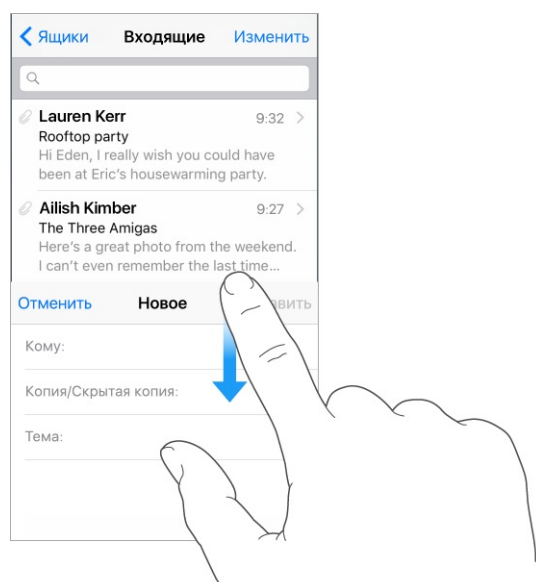 Ящики Входящие Изменить
Lauren Kerr 9:32
Rooftop party
Hi Eden, I really wish you could have
been at Eric's housewarming party.
Ailish Kimber 9:27
The Three Amigas
Here's a great photo from the weekend.
I can't even remember the last time...
Отменить Новое
Кому:
Копия/Скрытая копия:
Тема: